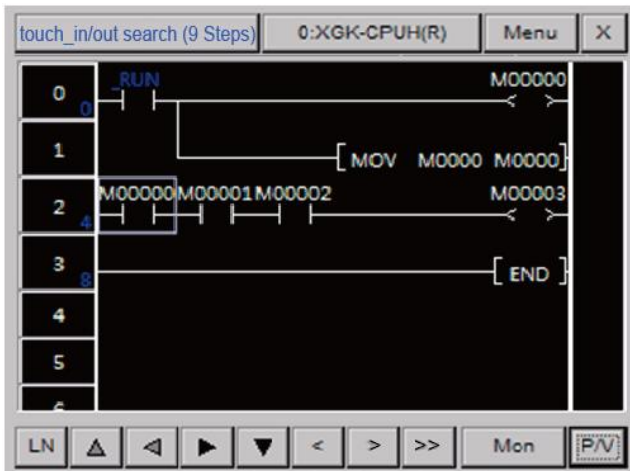 touch_in/out search (9 Steps) 0:XGK-CPUH(R) Menu X
0 0 _RUN M00000
1 MOV M0000 M0000
2 4 M00000 M00001 M00002 M00003
3 8 END
4
5
LN < > >> Mon P/V